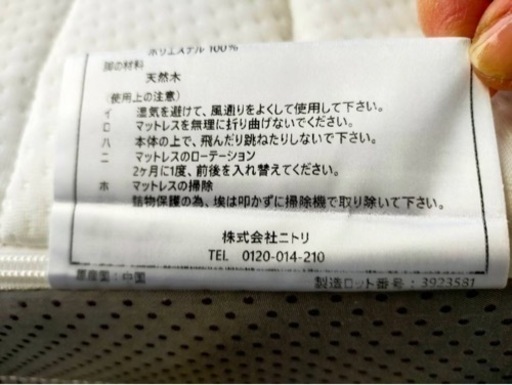 ポリエステル 100%
脚の材料
天然木
(使用上の注意)
イ 湿気を避けて、風通りをよくして使用して下さい。
ロ マットレスを無理に折り曲げないでください。
ハ 本体の上で、飛んだり跳ねたりしないで下さい。
ニ マットレスのローテーション
2ヶ月に1度、前後を入れ替えてください。
ホ マットレスの掃除
詰物保護の為、埃は叩かずに掃除機で取り除いて下さい。
株式会社ニトリ
TEL 0120-014-210
原産国:中国
製造ロット番号:3923581